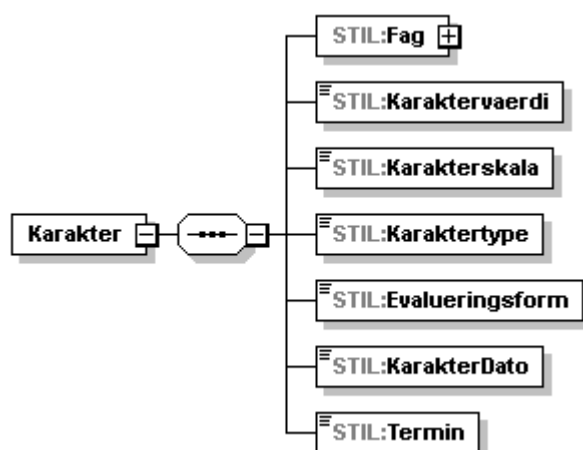 STIL:Fag
STIL:Karaktervaerdi
STIL:Karakterskala
Karakter
STIL:Karaktertype
STIL:Evalueringsform
STIL:KarakterDato
STIL:Termin